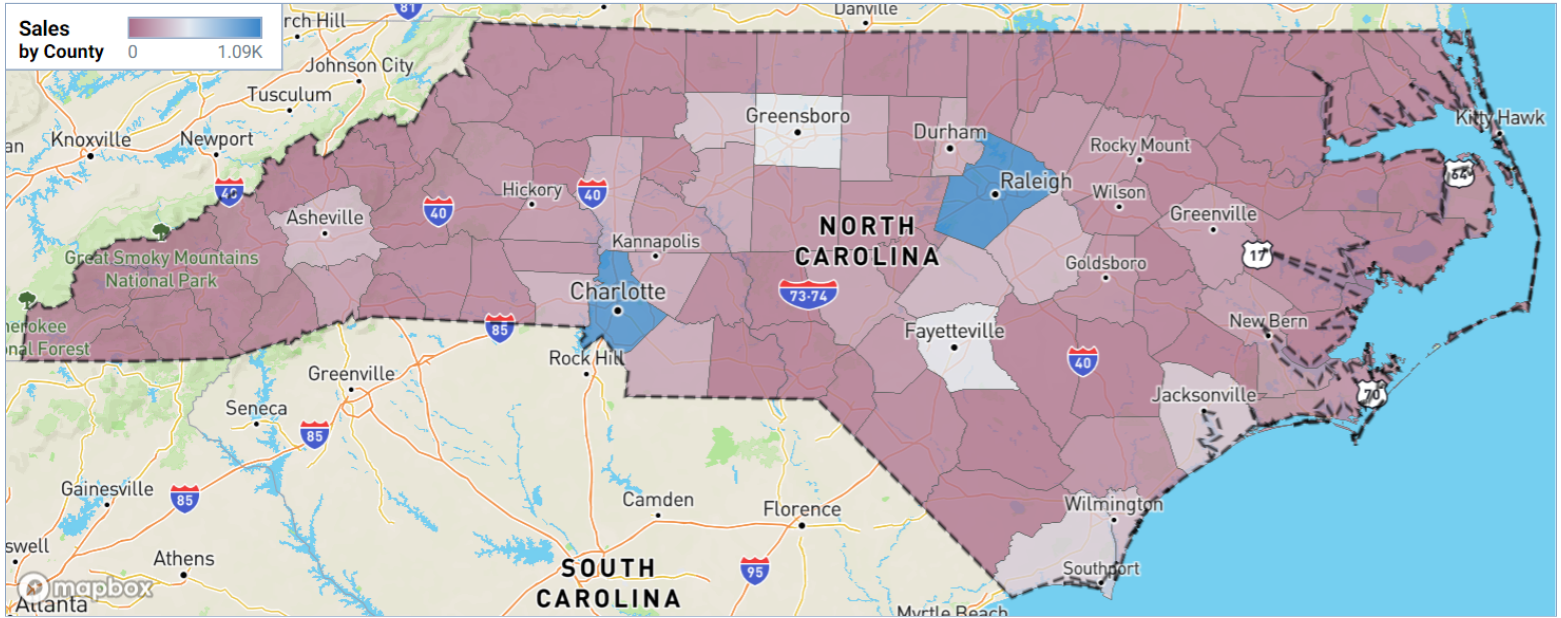 Sales
by County
0
1.09K
81
Danville
Johnson City
Tusculum
Knoxville
Newport
Greensboro
Durham
Rocky Mount
Kitty Hawk
40
Hickory
40
40
Raleigh
Wilson
64
Asheville
Greenville
NORTH
CAROLINA
Kannapolis
17
Great Smoky Mountains
National Park
Goldsboro
Charlotte
73-74
New Bern
85
Fayetteville
Rock Hill
40
Greenville
Jacksonville
70
Seneca
85
Gainesville
85
Camden
Florence
Wilmington
Athens
SOUTH
CAROLINA
95
Southport
mapbox
Atlanta
Myrtle Beach